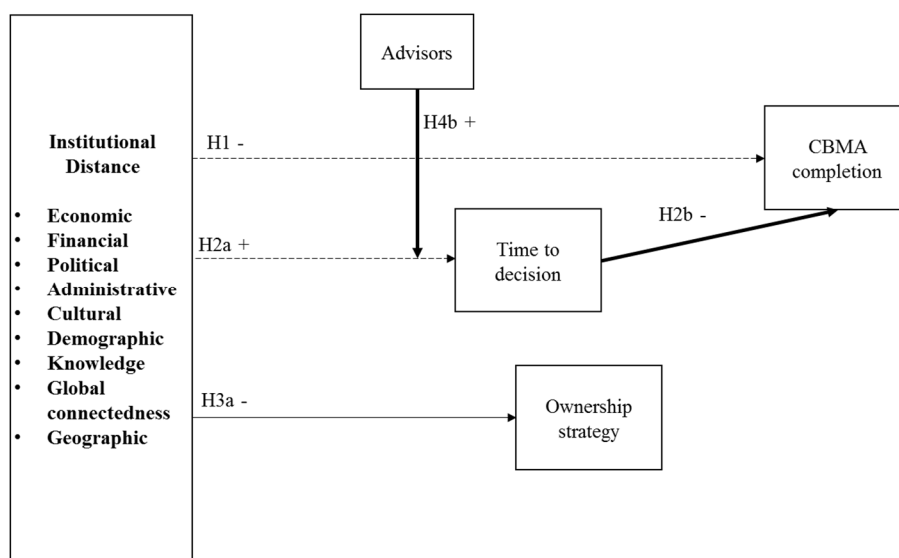 Advisors
H4b +
Institutional
Distance
• Economic
• Financial
• Political
• Administrative
• Cultural
• Demographic
• Knowledge
• Global
connectedness
• Geographic
H1 -
CBMA
completion
H2a +
Time to
decision
H2b -
H3a -
Ownership
strategy